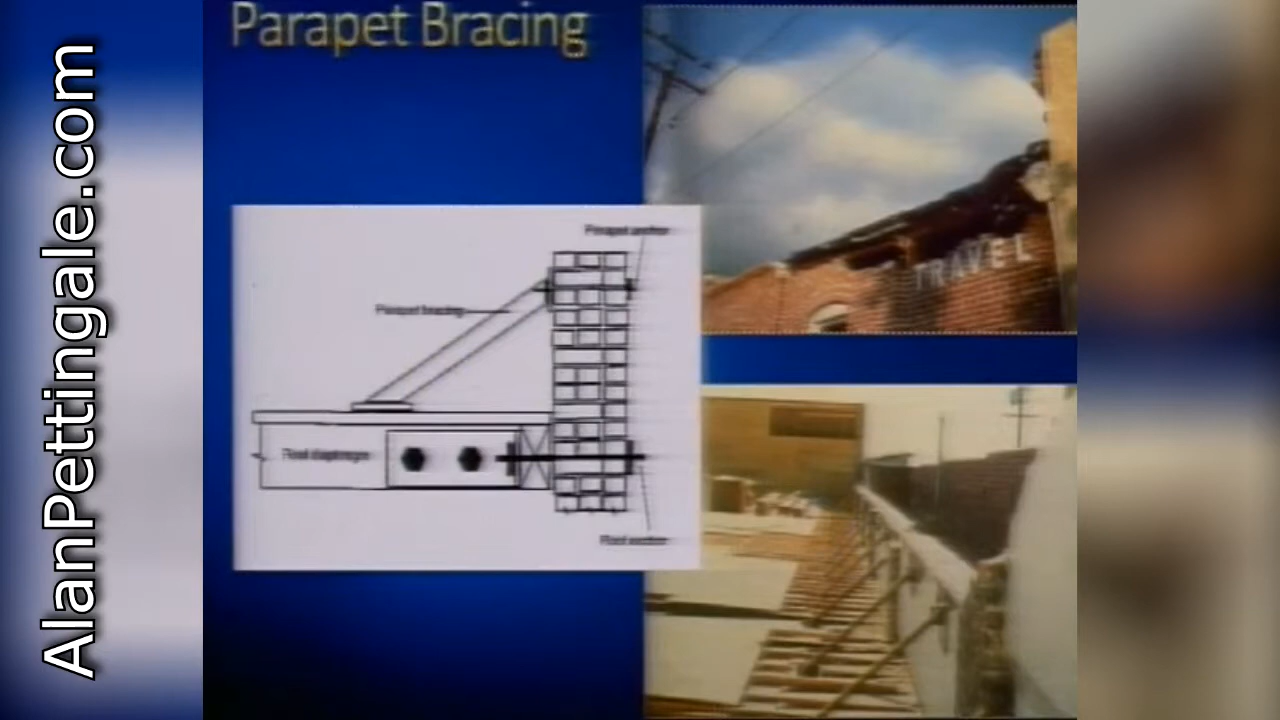 AlanPettingale.com
Parapet Bracing
TRAVEL
Parapet anchor
Parapet bracing
Roof diaphragm
Roof anchor